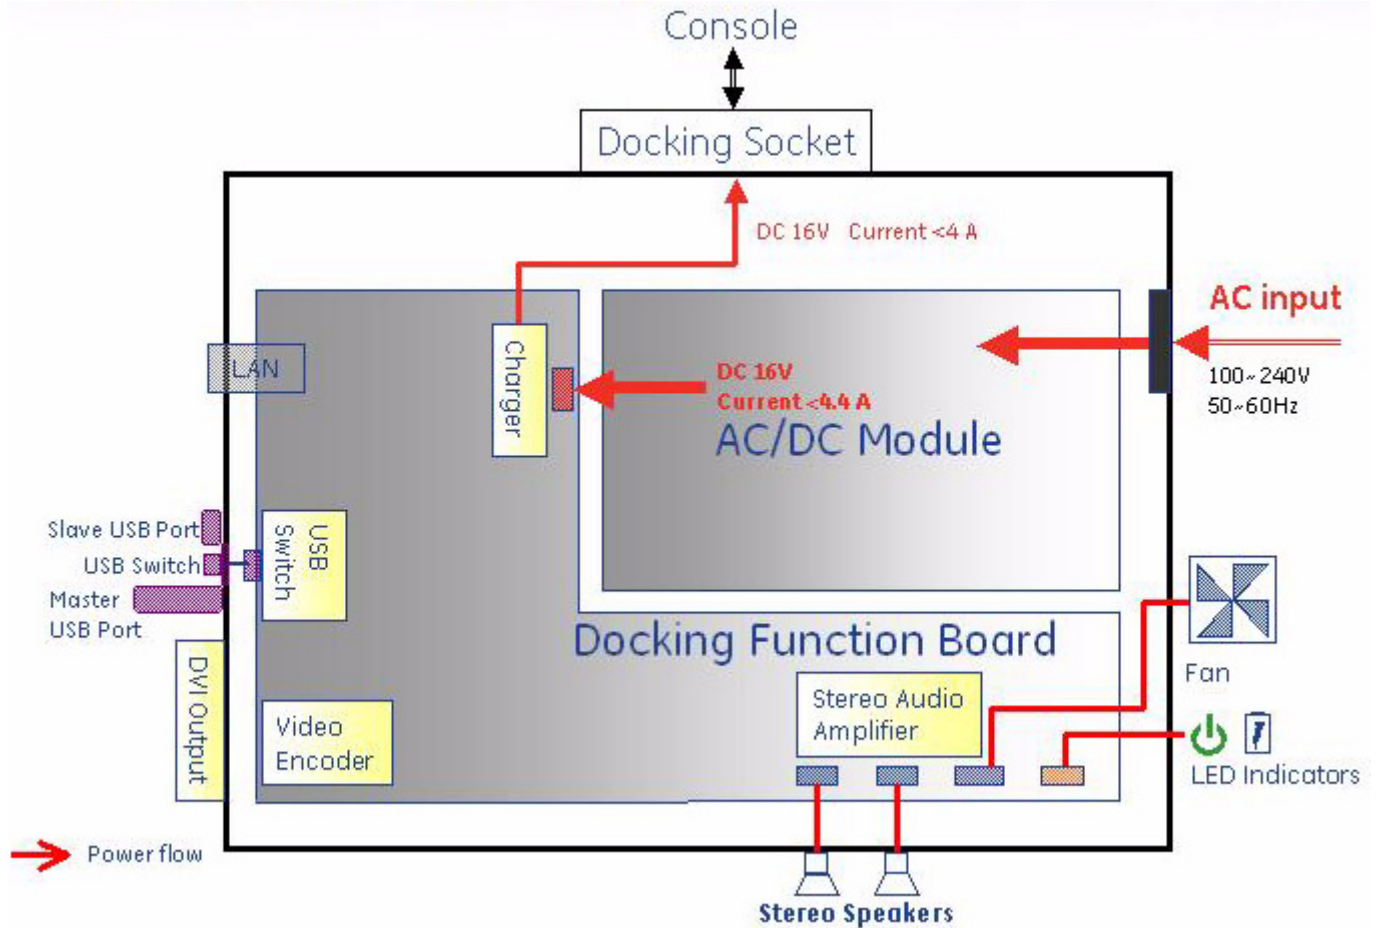 Console
Docking Socket
DC 16V Current <4 A
AC input
100~240V
50~60Hz
Charger
LAN
DC 16V
Current <4.4 A
AC/DC Module
Slave USB Port
USB Switch
Master
USB Port
USB
Switch
Docking Function Board
DVI Output
Video
Encoder
Stereo Audio
Amplifier
Fan
LED Indicators
Power flow
Stereo Speakers